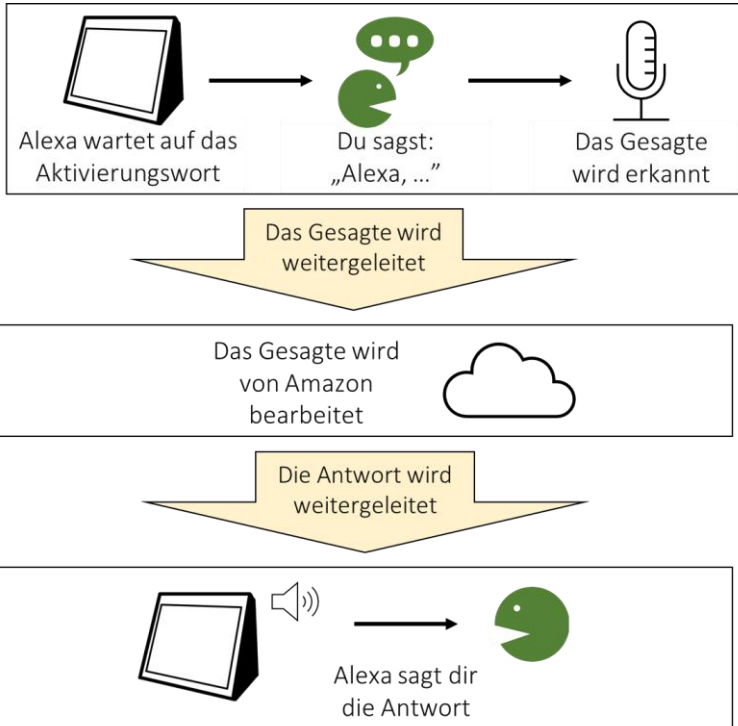 Alexa wartet auf das
Aktivierungswort
Du sagst:
„Alexa, ...”
Das Gesagte
wird erkannt
Das Gesagte wird
weitergeleitet
Das Gesagte wird
von Amazon
bearbeitet
Die Antwort wird
weitergeleitet
Alexa sagt dir
die Antwort